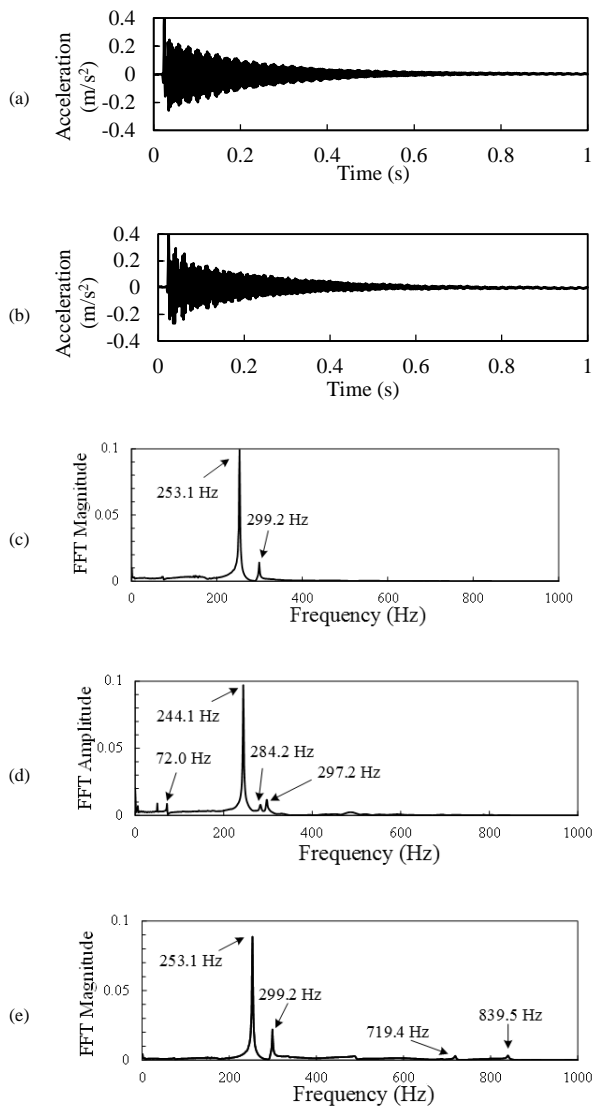 (a)
Acceleration
(m/s²)
0.4
0.2
0
-0.2
-0.4
0 0.2 0.4 0.6 0.8 1
Time (s)
(b)
Acceleration
(m/s²)
0.4
0.2
0
-0.2
-0.4
0 0.2 0.4 0.6 0.8 1
Time (s)
(c)
FFT Magnitude
0.1
0.05
0
253.1 Hz
299.2 Hz
0 200 400 600 800 1000
Frequency (Hz)
(d)
FFT Amplitude
0.1
0.05
0
244.1 Hz
72.0 Hz
284.2 Hz
297.2 Hz
0 200 400 600 800 1000
Frequency (Hz)
(e)
FFT Magnitude
0.1
0.05
0
253.1 Hz
299.2 Hz
719.4 Hz
839.5 Hz
0 200 400 600 800 1000
Frequency (Hz)